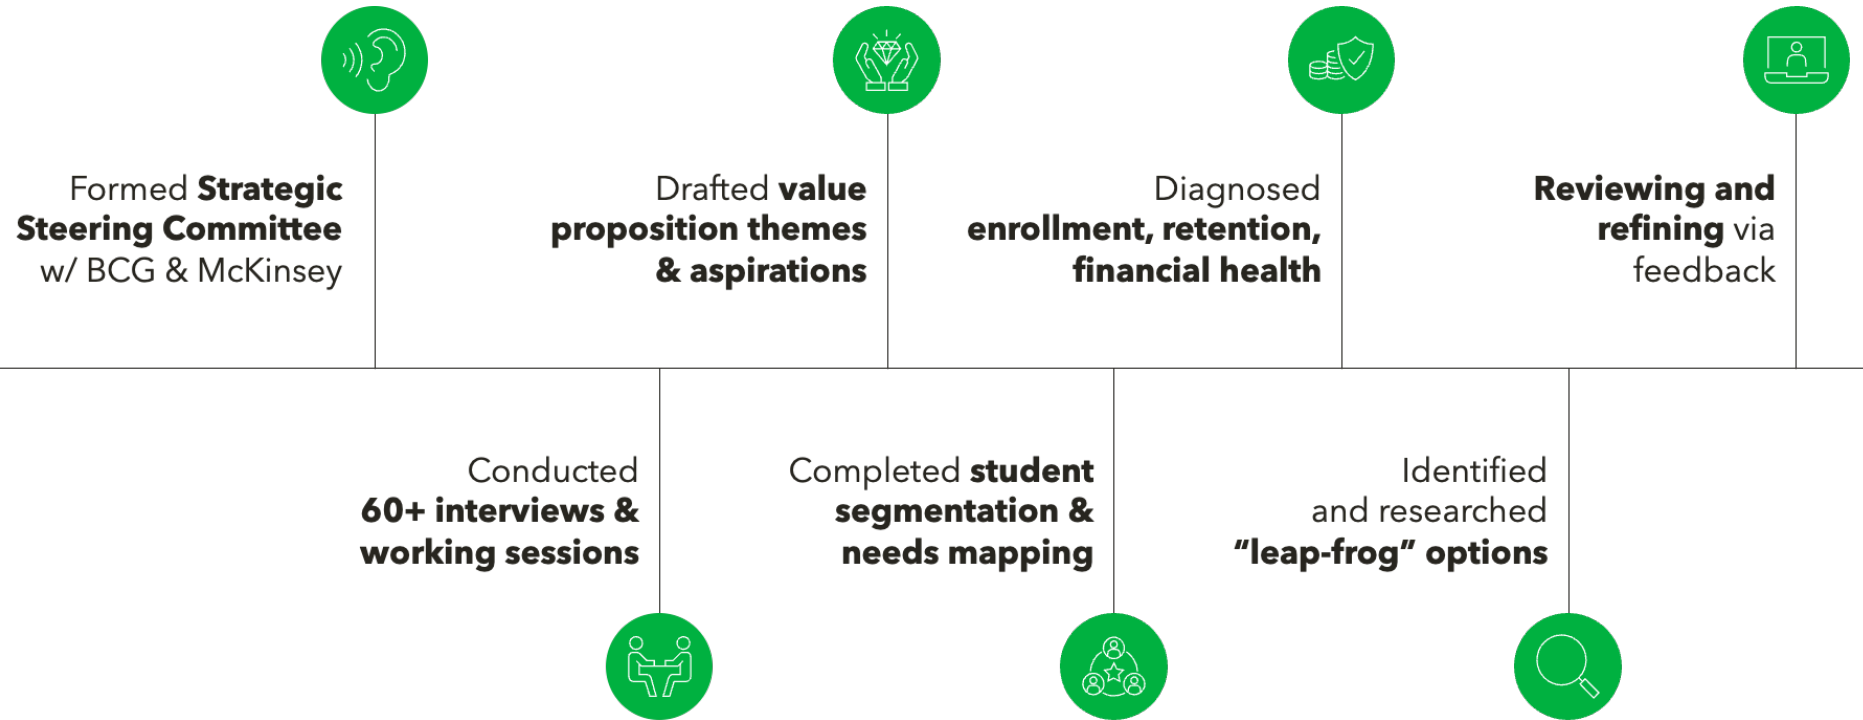 Formed Strategic
Steering Committee
w/ BCG & McKinsey
Drafted value
proposition themes
& aspirations
Diagnosed
enrollment, retention,
financial health
Reviewing and
refining via
feedback
Conducted
60+ interviews &
working sessions
Completed student
segmentation &
needs mapping
Identified
and researched
“leap-frog” options